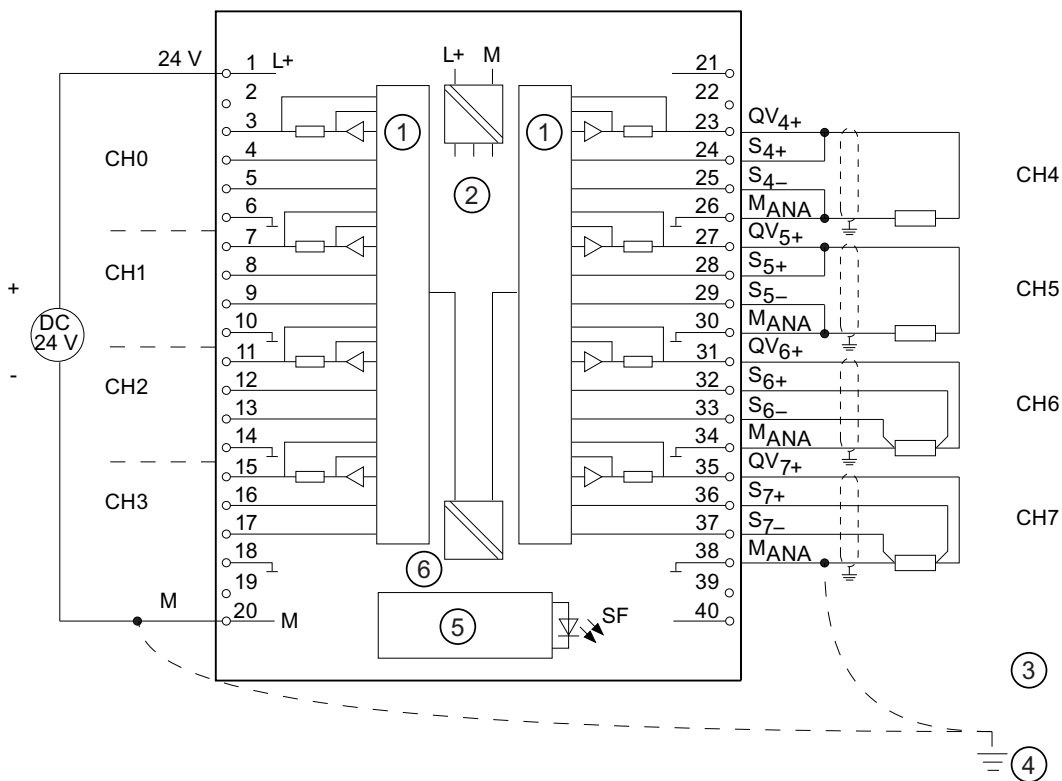 24 V
1 L+
2
3
4
5
6
7
8
9
10
11
12
13
14
15
16
17
18
19
20 M
M
CH0
CH1
CH2
CH3
+
DC
24 V
-
L+ M
1
1
2
6
5
SF
21
22
23
24
25
26
27
28
29
30
31
32
33
34
35
36
37
38
39
40
QV4+
S4+
S4–
MANA
QV5+
S5+
S5–
MANA
QV6+
S6+
S6–
MANA
QV7+
S7+
S7–
MANA
CH4
CH5
CH6
CH7
3
4